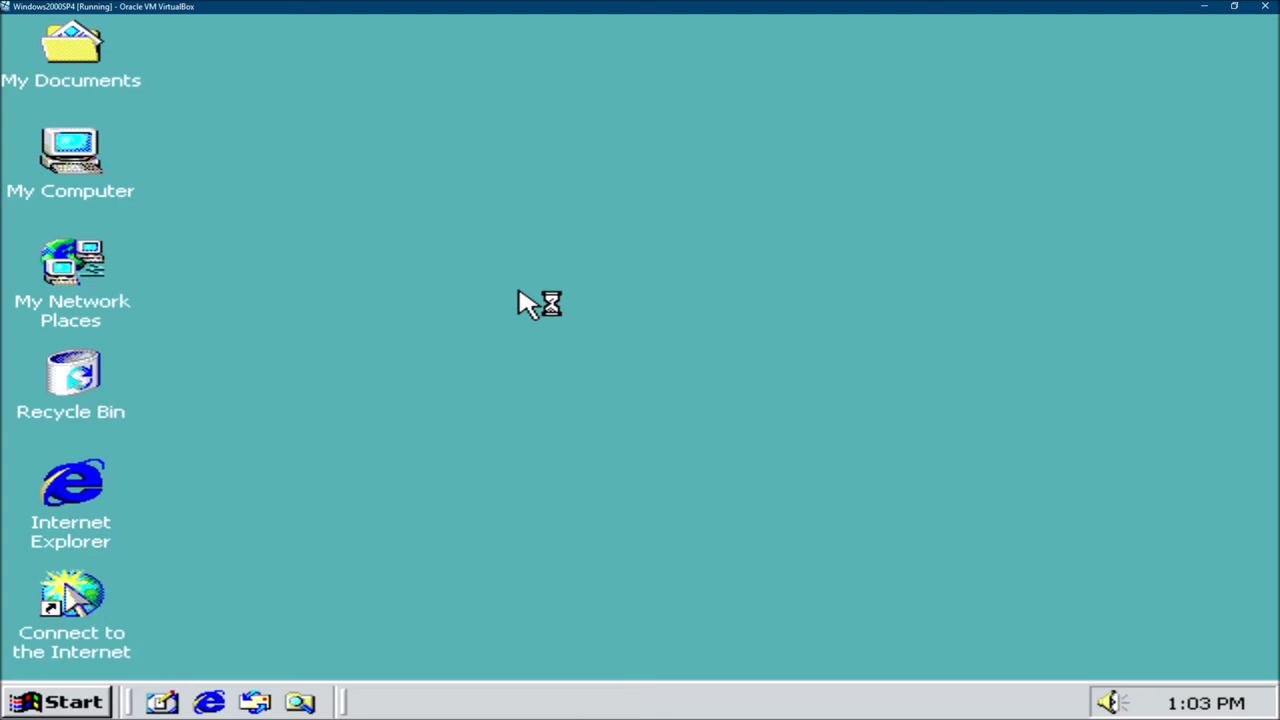 Windows2000SP4 [Running] - Oracle VM VirtualBox
My Documents
My Computer
My Network
Places
Recycle Bin
Internet
Explorer
Connect to
the Internet
Start
1:03 PM